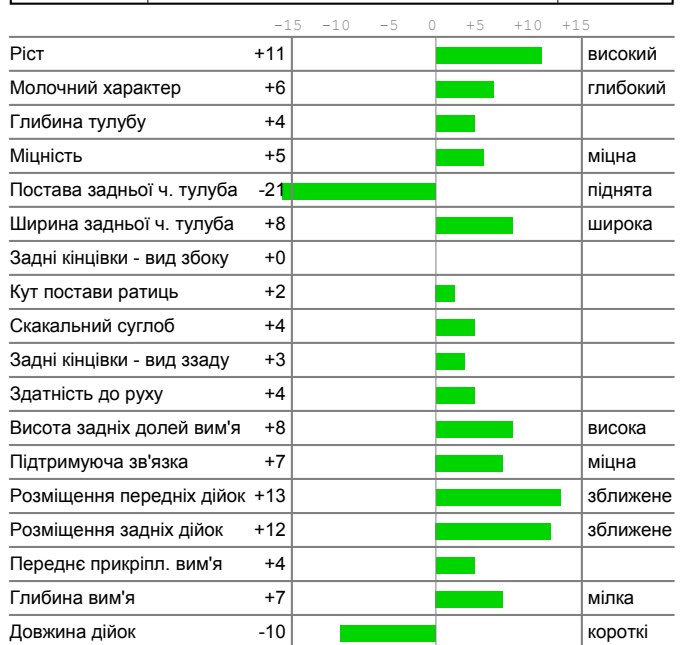 -15 -10 -5 0 +5 +10 +15
Ріст +11 високий
Молочний характер +6 глибокий
Глибина тулубу +4
Міцність +5 міцна
Постава задньої ч. тулуба -21 піднята
Ширина задньої ч. тулуба +8 широка
Задні кінцівки - вид збоку +0
Кут постави ратиць +2
Скакальний суглоб +4
Задні кінцівки - вид ззаду +3
Здатність до руху +4
Висота задніх долей вим'я +8 висока
Підтримуюча зв'язка +7 міцна
Розміщення передніх дійок +13 зближене
Розміщення задніх дійок +12 зближене
Переднє прикріпл. вим'я +4
Глибина вим'я +7 мілка
Довжина дійок -10 короткі